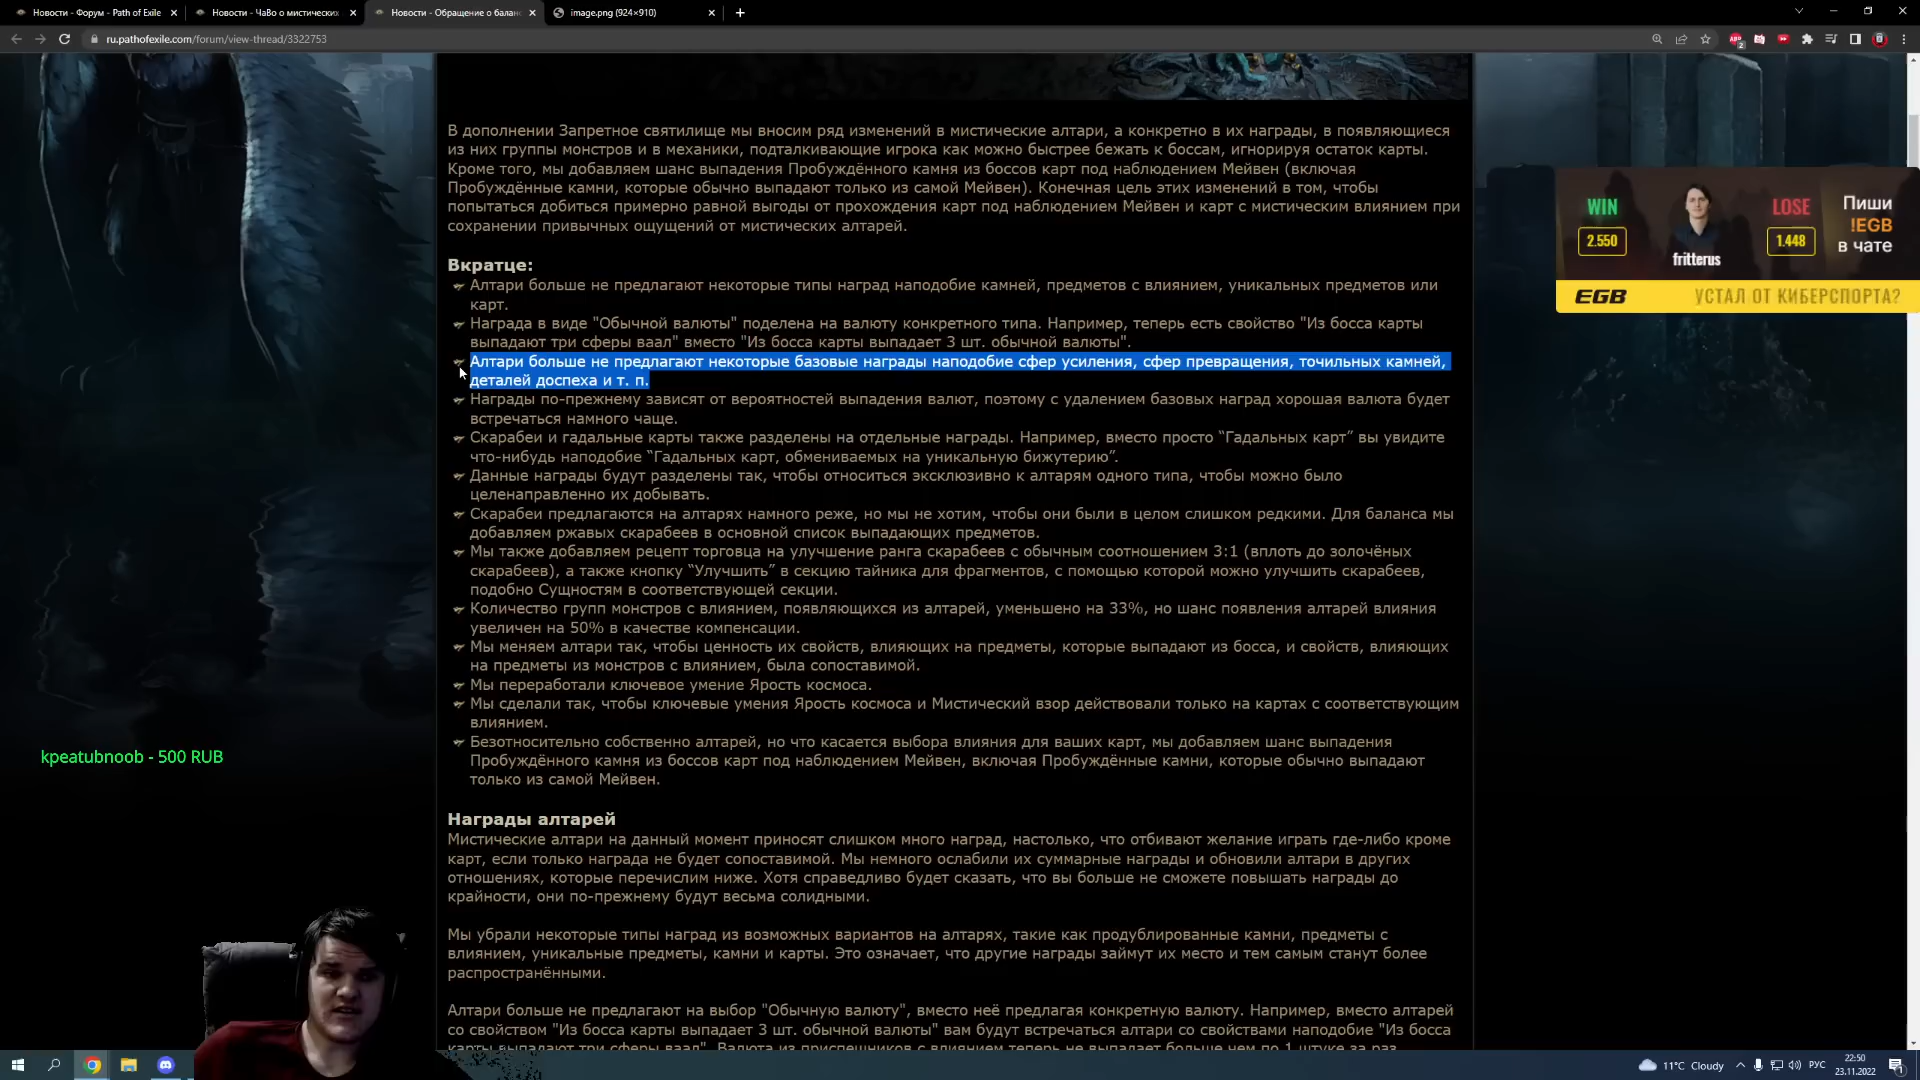 Новости - Форум - Path of Exile
Новости - ЧаВо о мистических
Новости - Обращение о балан
image.png (924×910)
ru.pathofexile.com/forum/view-thread/3322753
В дополнении Запретное святилище мы вносим ряд изменений в мистические алтари, а конкретно в их награды, в появляющиеся
из них группы монстров и в механики, подталкивающие игрока как можно быстрее бежать к боссам, игнорируя остаток карты.
Кроме того, мы добавляем шанс выпадения Пробуждённого камня из боссов карт под наблюдением Мейвен (включая
Пробуждённые камни, которые обычно выпадают только из самой Мейвен). Конечная цель этих изменений в том, чтобы
попытаться добиться примерно равной выгоды от прохождения карт под наблюдением Мейвен и карт с мистическим влиянием при
сохранении привычных ощущений от мистических алтарей.
Вкратце:
Алтари больше не предлагают некоторые типы наград наподобие камней, предметов с влиянием, уникальных предметов или
карт.
Награда в виде "Обычной валюты" поделена на валюту конкретного типа. Например, теперь есть свойство "Из босса карты
выпадают три сферы ваал" вместо "Из босса карты выпадает 3 шт. обычной валюты".
Алтари больше не предлагают некоторые базовые награды наподобие сфер усиления, сфер превращения, точильных камней,
деталей доспеха и т. п.
Награды по-прежнему зависят от вероятностей выпадения валют, поэтому с удалением базовых наград хорошая валюта будет
встречаться намного чаще.
Скарабеи и гадальные карты также разделены на отдельные награды. Например, вместо просто “Гадальных карт” вы увидите
что-нибудь наподобие “Гадальных карт, обмениваемых на уникальную бижутерию”.
Данные награды будут разделены так, чтобы относиться эксклюзивно к алтарям одного типа, чтобы можно было
целенаправленно их добывать.
Скарабеи предлагаются на алтарях намного реже, но мы не хотим, чтобы они были в целом слишком редкими. Для баланса мы
добавляем ржавых скарабеев в основной список выпадающих предметов.
Мы также добавляем рецепт торговца на улучшение ранга скарабеев с обычным соотношением 3:1 (вплоть до золочёных
скарабеев), а также кнопку “Улучшить” в секцию тайника для фрагментов, с помощью которой можно улучшить скарабеев,
подобно Сущностям в соответствующей секции.
Количество групп монстров с влиянием, появляющихся из алтарей, уменьшено на 33%, но шанс появления алтарей влияния
увеличен на 50% в качестве компенсации.
Мы меняем алтари так, чтобы ценность их свойств, влияющих на предметы, которые выпадают из босса, и свойств, влияющих
на предметы из монстров с влиянием, была сопоставимой.
Мы переработали ключевое умение Ярость космоса.
Мы сделали так, чтобы ключевые умения Ярость космоса и Мистический взор действовали только на картах с соответствующим
влиянием.
Безотносительно собственно алтарей, но что касается выбора влияния для ваших карт, мы добавляем шанс выпадения
Пробуждённого камня из боссов карт под наблюдением Мейвен, включая Пробуждённые камни, которые обычно выпадают
только из самой Мейвен.
Награды алтарей
Мистические алтари на данный момент приносят слишком много наград, настолько, что отбивают желание играть где-либо кроме
карт, если только награда не будет сопоставимой. Мы немного ослабили их суммарные награды и обновили алтари в других
отношениях, которые перечислим ниже. Хотя справедливо будет сказать, что вы больше не сможете повышать награды до
крайности, они по-прежнему будут весьма солидными.
Мы убрали некоторые типы наград из возможных вариантов на алтарях, такие как продублированные камни, предметы с
влиянием, уникальные предметы, камни и карты. Это означает, что другие награды займут их место и тем самым станут более
распространёнными.
Алтари больше не предлагают на выбор "Обычную валюту", вместо неё предлагая конкретную валюту. Например, вместо алтарей
со свойством "Из босса карты выпадает 3 шт. обычной валюты" вам будут встречаться алтари со свойствами наподобие "Из босса
карты выпадают три сферы ваал". Валюта из приспешников с влиянием теперь не выпадает больше чем по 1 штуке за раз
WIN
2.550
fritterus
LOSE
1.448
Пиши
!EGB
в чате
EGB
УСТАЛ ОТ КИБЕРСПОРТА?
kpeatubnoob - 500 RUB
11°C Cloudy
РУС
22:50
23.11.2022